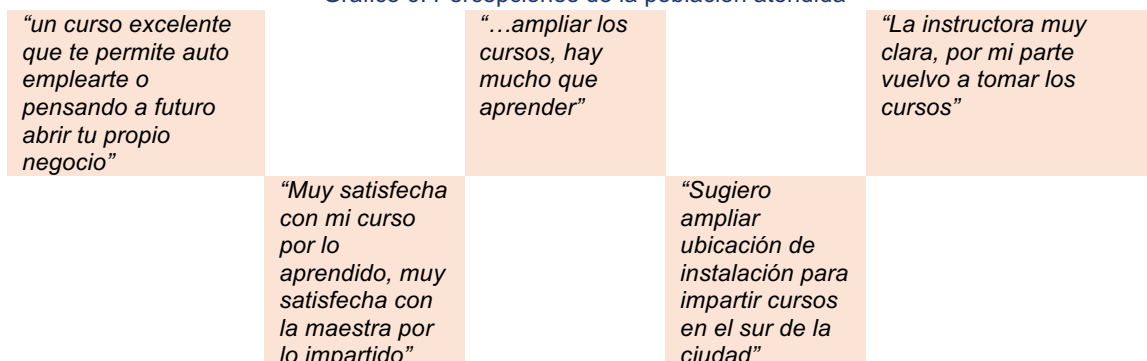 Gráfico 6. Percepciones de la población atendida
“un curso excelente
que te permite auto
emplearte o
pensando a futuro
abrir tu propio
negocio”
“…ampliar los
cursos, hay
mucho que
aprender”
“La instructora muy
clara, por mi parte
vuelvo a tomar los
cursos”
“Muy satisfecha
con mi curso
por lo
aprendido, muy
satisfecha con
la maestra por
lo impartido”
“Sugiero
ampliar
ubicación de
instalación para
impartir cursos
en el sur de la
ciudad”